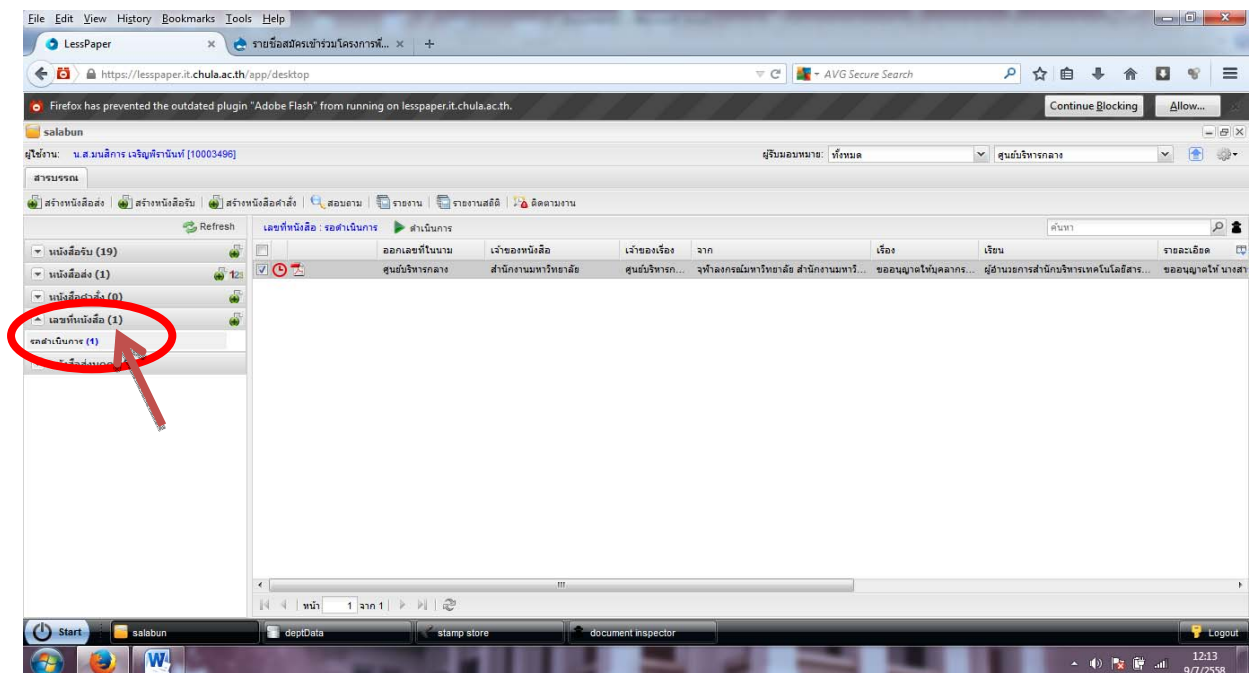 File Edit View History Bookmarks Tools Help
LessPaper × รายชื่อสมัครเข้าร่วมโครงการพี่... × +
https://lesspaper.it.chula.ac.th/app/desktop AVG Secure Search
Firefox has prevented the outdated plugin "Adobe Flash" from running on lesspaper.it.chula.ac.th. Continue Blocking Allow...
salabun
ผู้ใช้งาน: น.ส.มนสิการ เจริญพิรานันท์ [10003496] ผู้รับมอบหมาย: ทั้งหมด ศูนย์บริหารกลาง
สารบรรณ
สร้างหนังสือส่ง สร้างหนังสือรับ สร้างหนังสือคำสั่ง สอบถาม รายงาน รายงานสถิติ ติดตามงาน
Refresh เลขที่หนังสือ : รอดำเนินการ ดำเนินการ ค้นหา
หนังสือรับ (19) ออกเลขที่ในนาม เจ้าของหนังสือ เจ้าของเรื่อง จาก เรื่อง เรียน รายละเอียด
หนังสือส่ง (1) 123 ศูนย์บริหารกลาง สำนักงานมหาวิทยาลัย ศูนย์บริหารก... จุฬาลงกรณ์มหาวิทยาลัย สำนักงานมหาวิ... ขออนุญาตให้บุคลากร... ผู้อำนวยการสำนักบริหารเทคโนโลยีสาร... ขออนุญาตให้ นางสา
หนังสือคำสั่ง (0)
เลขที่หนังสือ (1)
รอดำเนินการ (1)
หน้า 1 จาก 1
Start salabun deptData stamp store document inspector Logout
12:13
9/7/2558